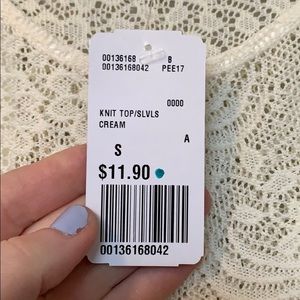 00136168 B
00136168042 PEE17
0000
KNIT TOP/SLVLS
CREAM
A
S
$11.90
00136168042